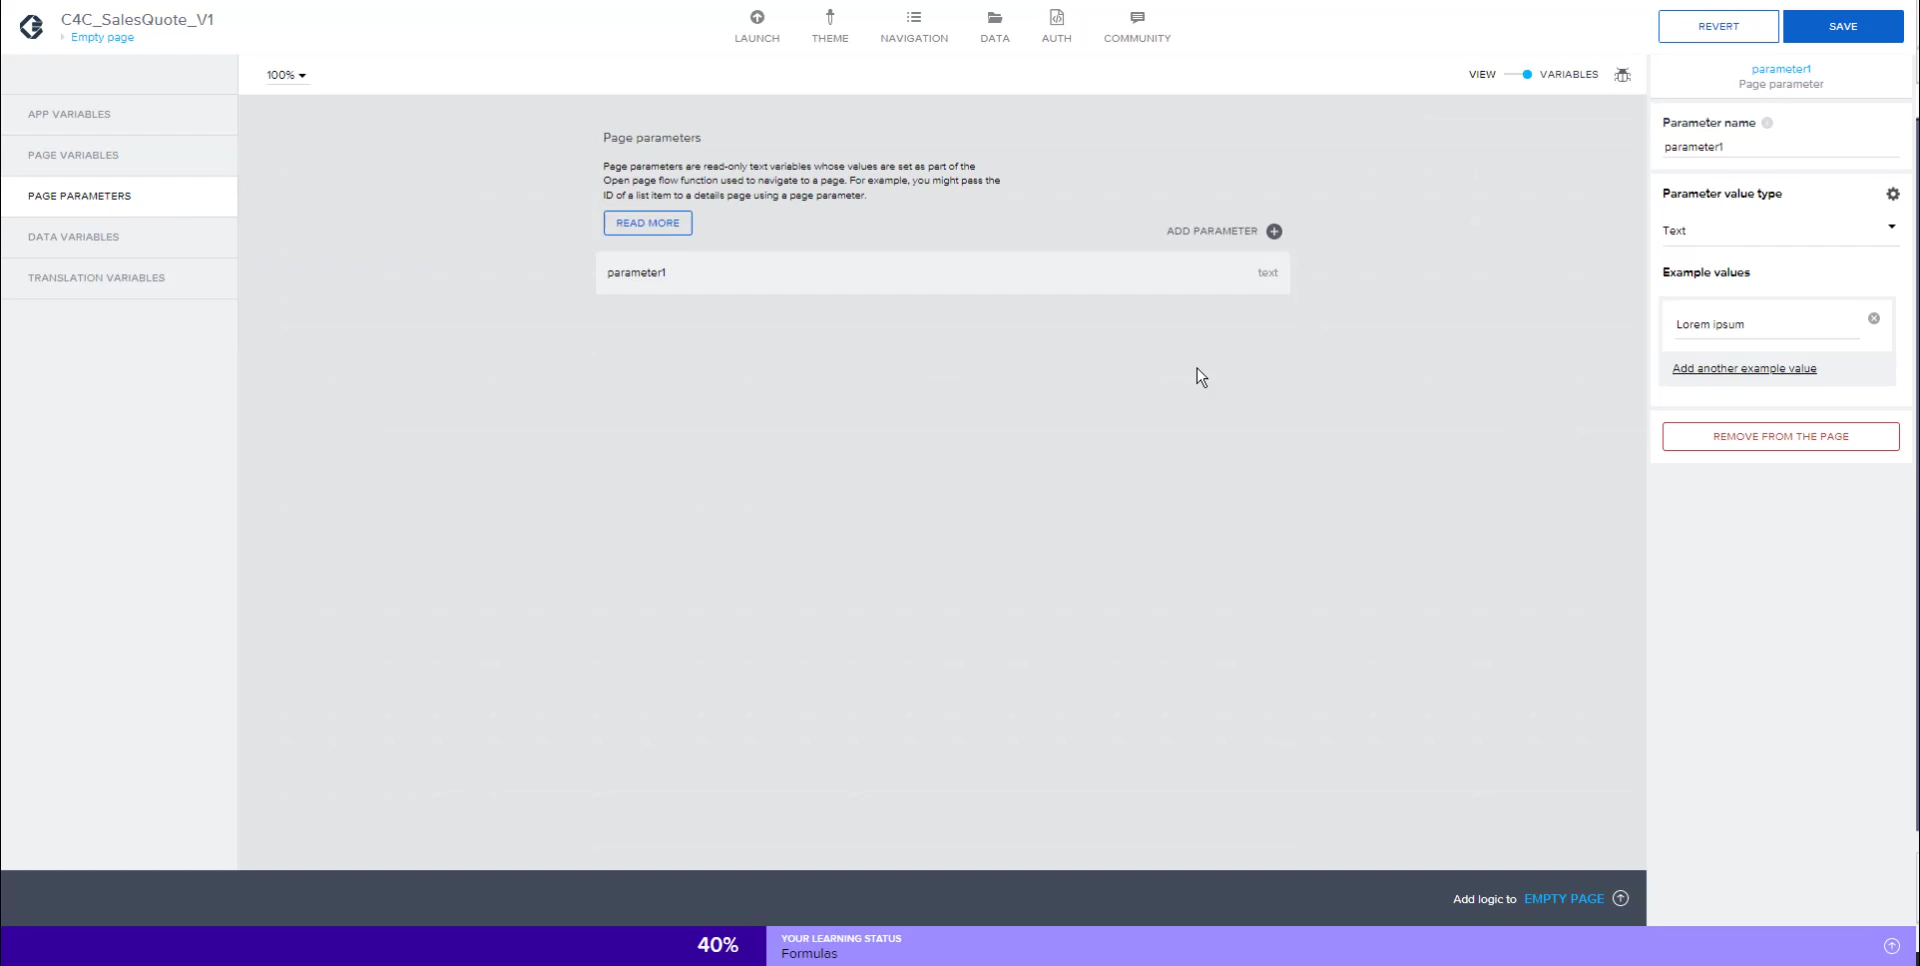 C4C_SalesQuote_V1
Empty page
LAUNCH
THEME
NAVIGATION
DATA
AUTH
COMMUNITY
REVERT
SAVE
100%
VIEW
VARIABLES
parameter1
Page parameter
APP VARIABLES
PAGE VARIABLES
PAGE PARAMETERS
DATA VARIABLES
TRANSLATION VARIABLES
Page parameters
Page parameters are read-only text variables whose values are set as part of the
Open page flow function used to navigate to a page. For example, you might pass the
ID of a list item to a details page using a page parameter.
READ MORE
ADD PARAMETER
parameter1
text
Parameter name
parameter1
Parameter value type
Text
Example values
Lorem ipsum
Add another example value
REMOVE FROM THE PAGE
Add logic to EMPTY PAGE
40%
YOUR LEARNING STATUS
Formulas